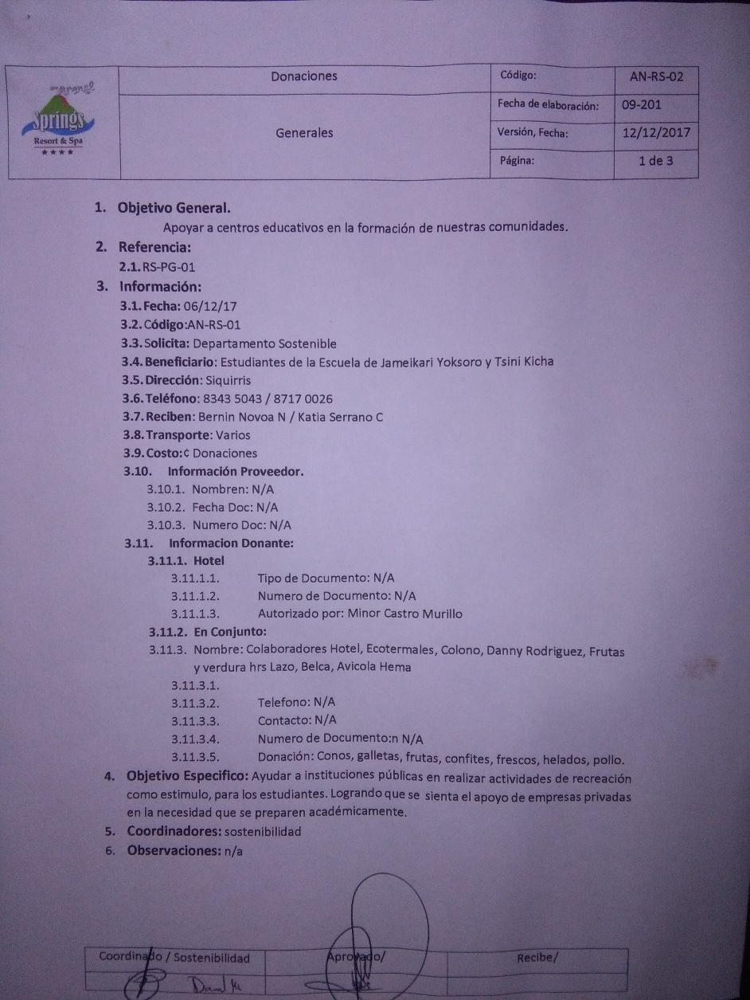 Arenal
Springs
Resort & Spa
Donaciones
Generales
Código: AN-RS-02
Fecha de elaboración: 09-201
Versión, Fecha: 12/12/2017
Página: 1 de 3
1. Objetivo General.
Apoyar a centros educativos en la formación de nuestras comunidades.
2. Referencia:
2.1. RS-PG-01
3. Información:
3.1. Fecha: 06/12/17
3.2. Código:AN-RS-01
3.3. Solicita: Departamento Sostenible
3.4. Beneficiario: Estudiantes de la Escuela de Jameikari Yoksoro y Tsini Kicha
3.5. Dirección: Siquirris
3.6. Teléfono: 8343 5043 / 8717 0026
3.7. Reciben: Bernin Novoa N / Katia Serrano C
3.8. Transporte: Varios
3.9. Costo:¢ Donaciones
3.10. Información Proveedor.
3.10.1. Nombren: N/A
3.10.2. Fecha Doc: N/A
3.10.3. Numero Doc: N/A
3.11. Informacion Donante:
3.11.1. Hotel
3.11.1.1. Tipo de Documento: N/A
3.11.1.2. Numero de Documento: N/A
3.11.1.3. Autorizado por: Minor Castro Murillo
3.11.2. En Conjunto:
3.11.3. Nombre: Colaboradores Hotel, Ecotermales, Colono, Danny Rodriguez, Frutas
y verdura hrs Lazo, Belca, Avicola Hema
3.11.3.1.
3.11.3.2. Telefono: N/A
3.11.3.3. Contacto: N/A
3.11.3.4. Numero de Documento:n N/A
3.11.3.5. Donación: Conos, galletas, frutas, confites, frescos, helados, pollo.
4. Objetivo Especifico: Ayudar a instituciones públicas en realizar actividades de recreación
como estimulo, para los estudiantes. Logrando que se sienta el apoyo de empresas privadas
en la necesidad que se preparen académicamente.
5. Coordinadores: sostenibilidad
6. Observaciones: n/a
Coordinado / Sostenibilidad Aprovado/ Recibe/